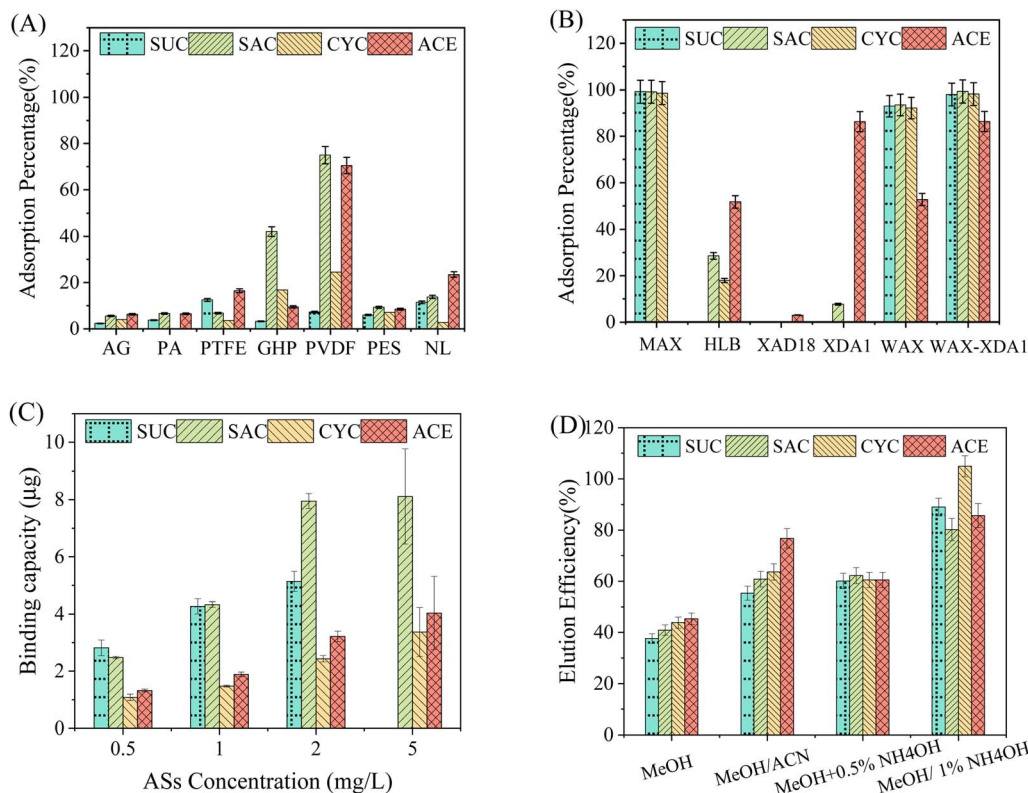 (A)
SUC SAC CYC ACE
Adsorption Percentage(%)
120
100
80
60
40
20
0
AG PA PTFE GHP PVDF PES NL
(B)
SUC SAC CYC ACE
Adsorption Percentage(%)
120
100
80
60
40
20
0
MAX HLB XAD18 XDA1 WAX WAX-XDA1
(C)
SUC SAC CYC ACE
Binding capacity (μg)
10
8
6
4
2
0
0.5 1 2 5
ASs Concentration (mg/L)
(D)
SUC SAC CYC ACE
Elution Efficiency(%)
120
100
80
60
40
20
0
MeOH
MeOH/ACN
MeOH+0.5% NH4OH
MeOH/ 1% NH4OH